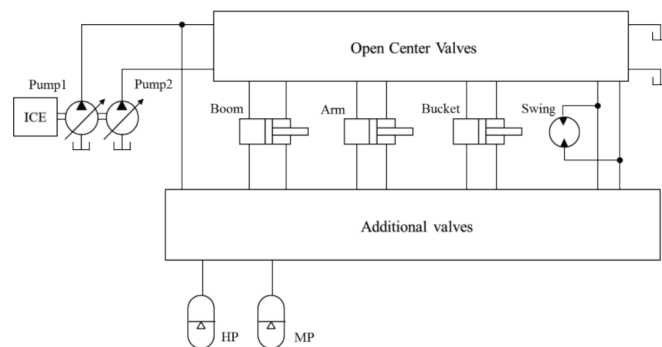 Open Center Valves
Pump1
Pump2
ICE
Boom
Arm
Bucket
Swing
Additional valves
HP
MP